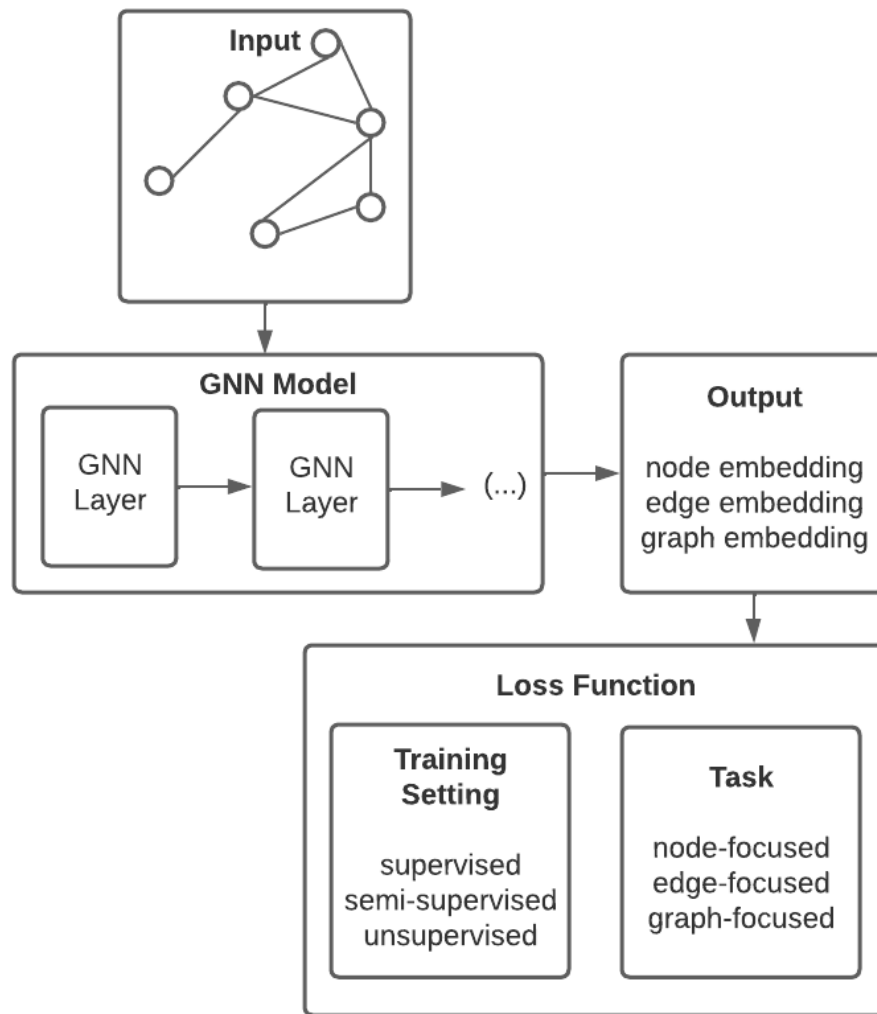 Input
GNN Model
GNN
Layer
GNN
Layer
(...)
Output
node embedding
edge embedding
graph embedding
Loss Function
Training
Setting
supervised
semi-supervised
unsupervised
Task
node-focused
edge-focused
graph-focused